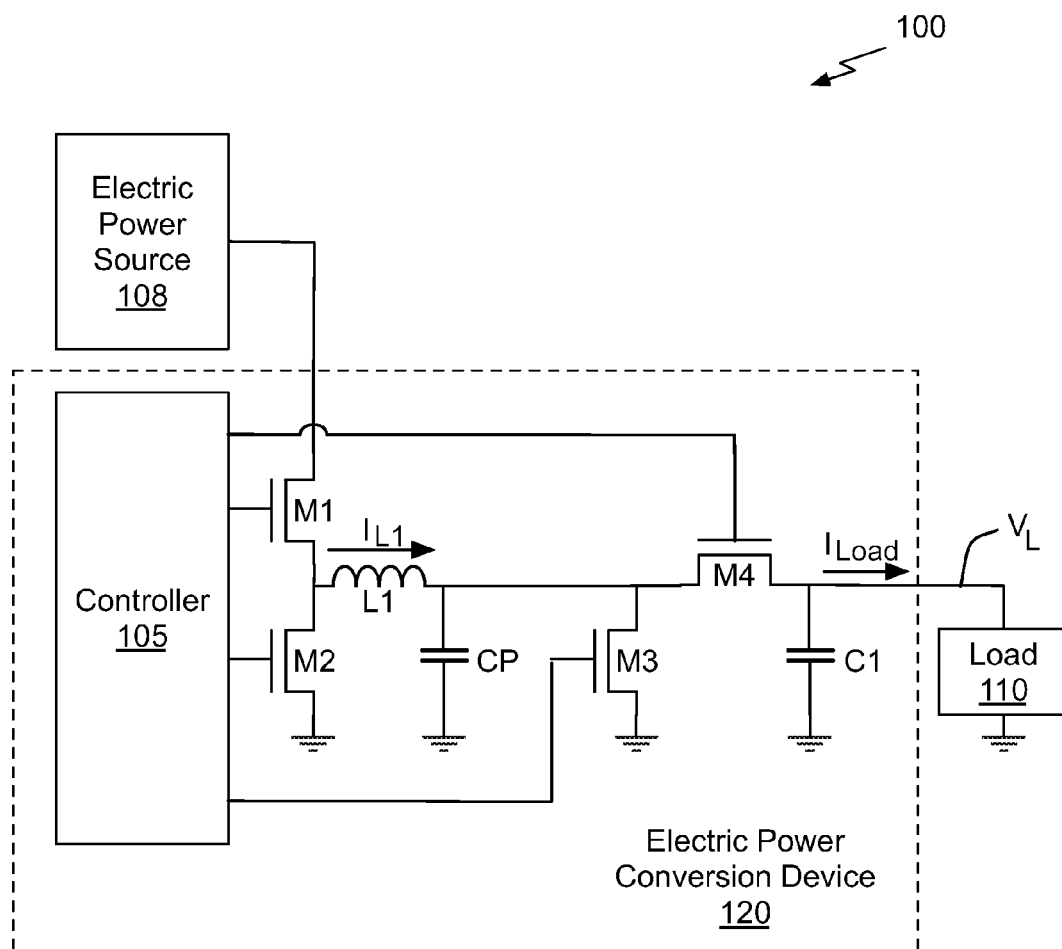 100
Electric
Power
Source
108
M1
I L1
L1
M4
I Load
V L
Controller
105
M2
CP
M3
C1
Load
110
Electric Power
Conversion Device
120